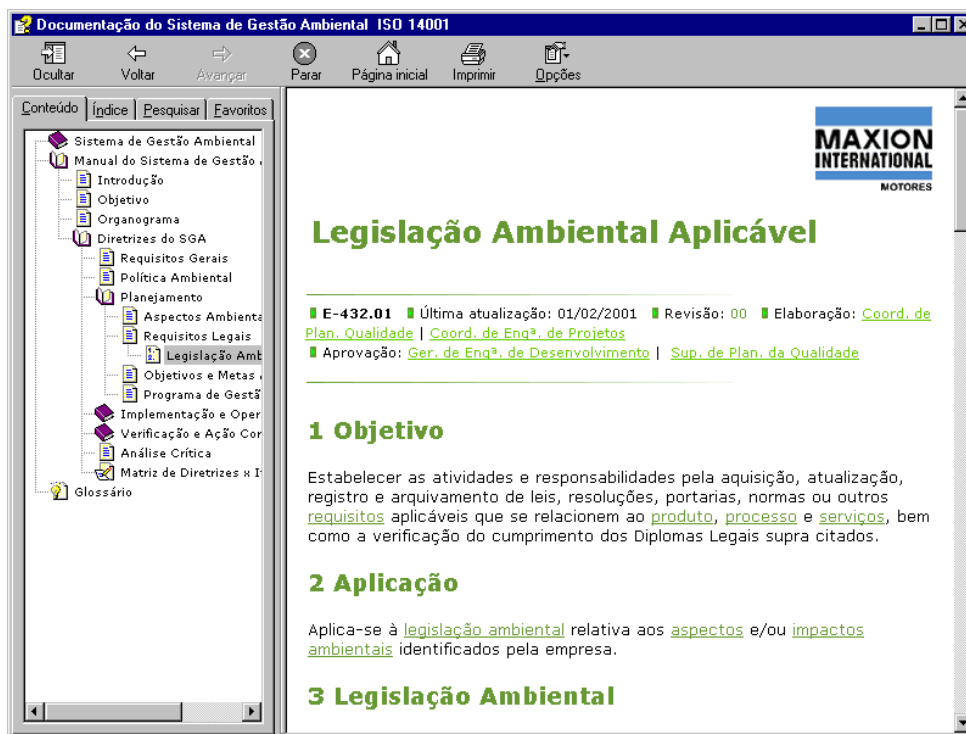 Documentação do Sistema de Gestão Ambiental ISO 14001
Ocultar Voltar Avançar Parar Página inicial Imprimir Opções
Conteúdo Índice Pesquisar Favoritos
Sistema de Gestão Ambiental
Manual do Sistema de Gestão
Introdução
Objetivo
Organograma
Diretrizes do SGA
Requisitos Gerais
Política Ambiental
Planejamento
Aspectos Ambienta
Requisitos Legais
Legislação Amb
Objetivos e Metas
Programa de Gestã
Implementação e Oper
Verificação e Ação Cor
Análise Crítica
Matriz de Diretrizes x I
Glossário
MAXION
INTERNATIONAL
MOTORES
Legislação Ambiental Aplicável
E-432.01 Última atualização: 01/02/2001 Revisão: 00 Elaboração: Coord. de
Plan. Qualidade | Coord. de Engª. de Projetos
Aprovação: Ger. de Engª. de Desenvolvimento | Sup. de Plan. da Qualidade
1 Objetivo
Estabelecer as atividades e responsabilidades pela aquisição, atualização,
registro e arquivamento de leis, resoluções, portarias, normas ou outros
requisitos aplicáveis que se relacionem ao produto, processo e serviços, bem
como a verificação do cumprimento dos Diplomas Legais supra citados.
2 Aplicação
Aplica-se à legislação ambiental relativa aos aspectos e/ou impactos
ambientais identificados pela empresa.
3 Legislação Ambiental